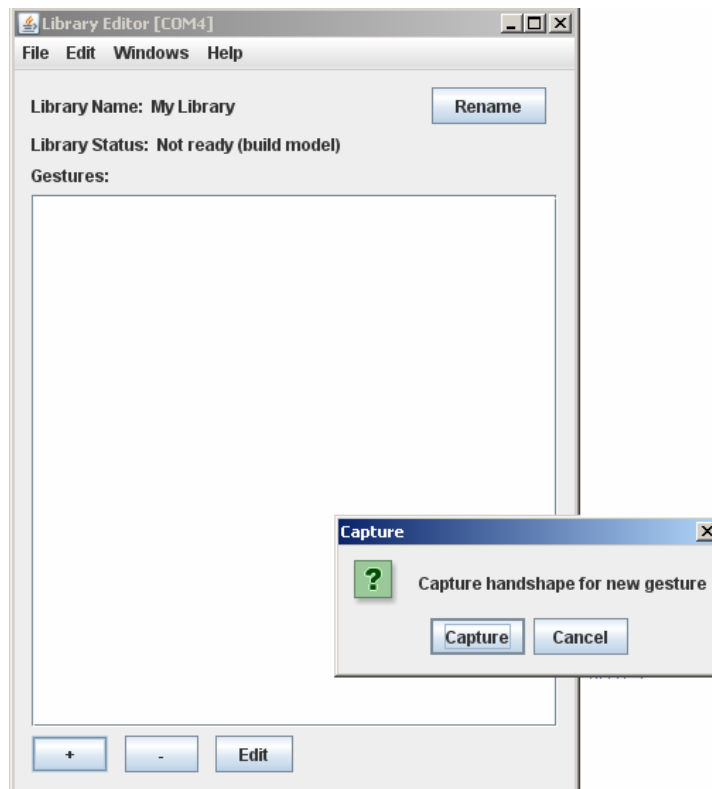 Library Editor [COM4]
File Edit Windows Help
Library Name: My Library
Rename
Library Status: Not ready (build model)
Gestures:
Capture
? Capture handshape for new gesture
Capture Cancel
+ - Edit